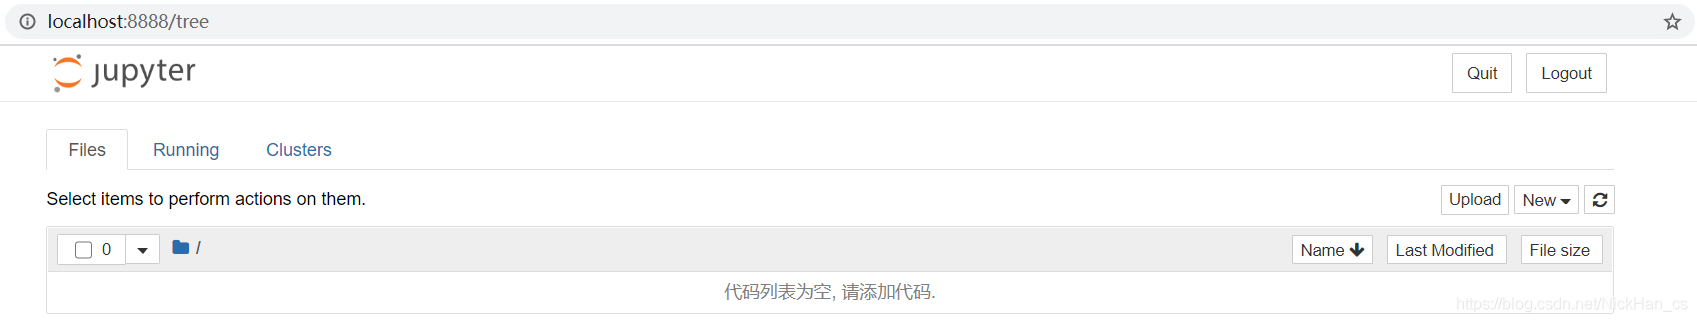 localhost:8888/tree
jupyter
Quit
Logout
Files
Running
Clusters
Select items to perform actions on them.
Upload
New
0
/
Name
Last Modified
File size
代码列表为空, 请添加代码.
https://blog.csdn.net/NickHan_cs